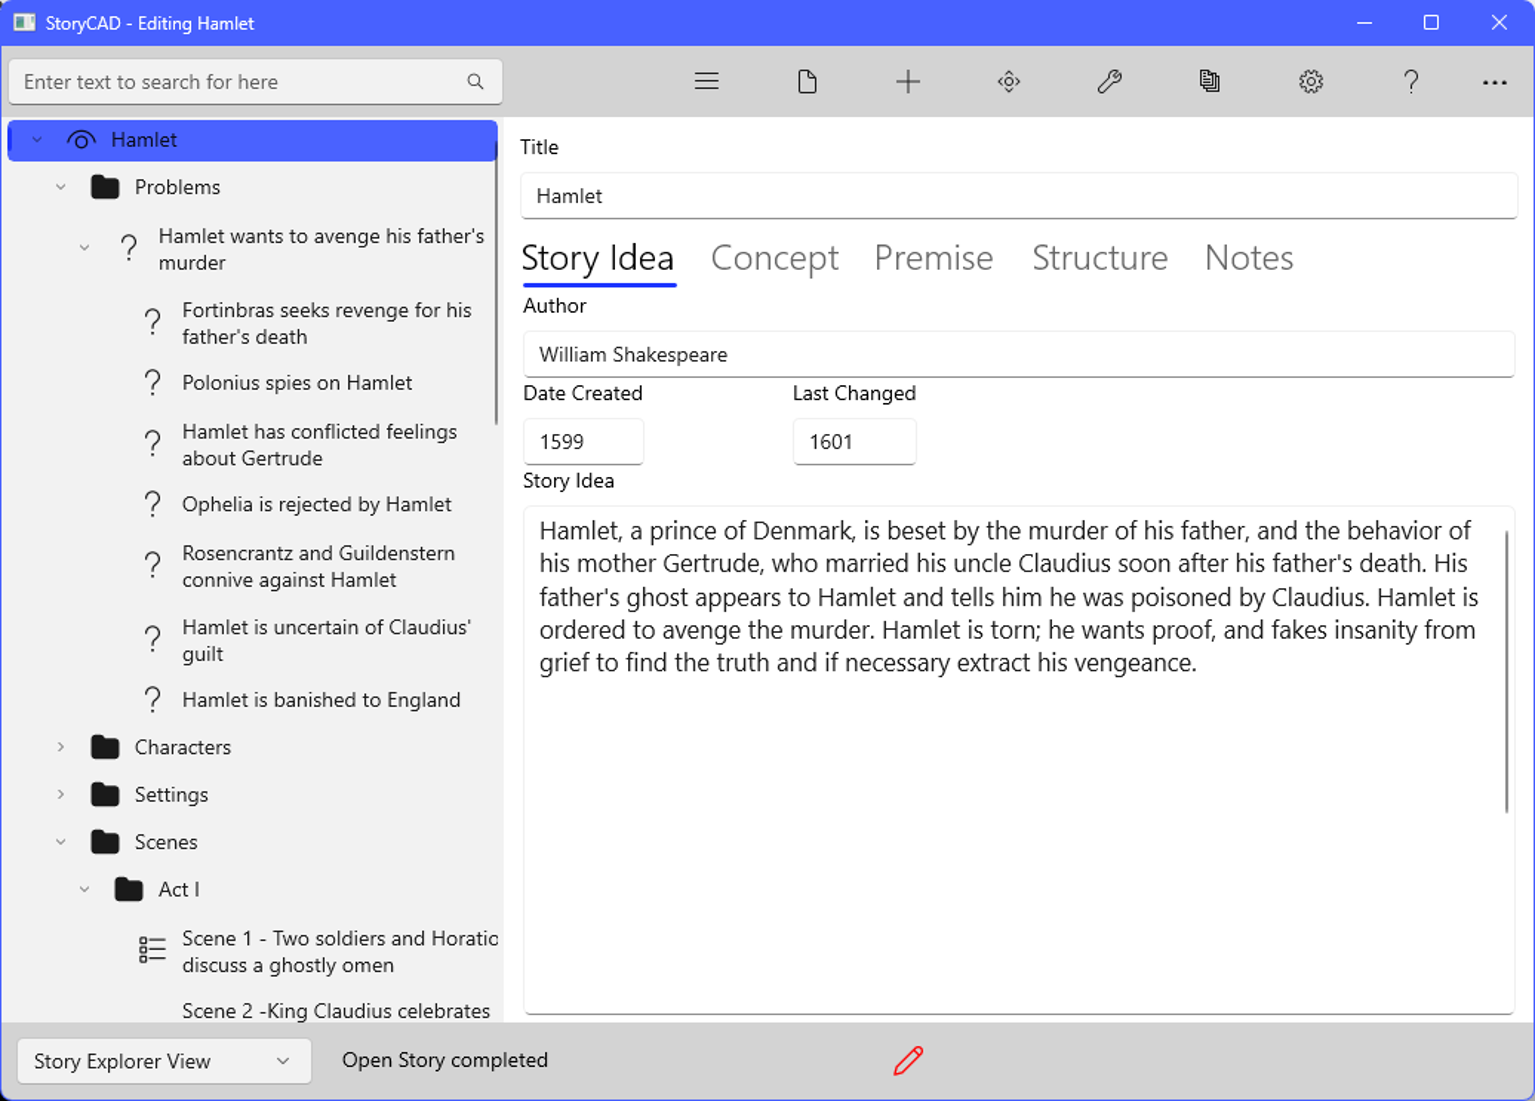 StoryCAD - Editing Hamlet
Enter text to search for here
Hamlet
Problems
Hamlet wants to avenge his father's
murder
Fortinbras seeks revenge for his
father's death
Polonius spies on Hamlet
Hamlet has conflicted feelings
about Gertrude
Ophelia is rejected by Hamlet
Rosencrantz and Guildenstern
connive against Hamlet
Hamlet is uncertain of Claudius'
guilt
Hamlet is banished to England
Characters
Settings
Scenes
Act I
Scene 1 - Two soldiers and Horatio
discuss a ghostly omen
Scene 2 -King Claudius celebrates
Title
Hamlet
Story Idea Concept Premise Structure Notes
Author
William Shakespeare
Date Created Last Changed
1599 1601
Story Idea
Hamlet, a prince of Denmark, is beset by the murder of his father, and the behavior of
his mother Gertrude, who married his uncle Claudius soon after his father's death. His
father's ghost appears to Hamlet and tells him he was poisoned by Claudius. Hamlet is
ordered to avenge the murder. Hamlet is torn; he wants proof, and fakes insanity from
grief to find the truth and if necessary extract his vengeance.
Story Explorer View
Open Story completed